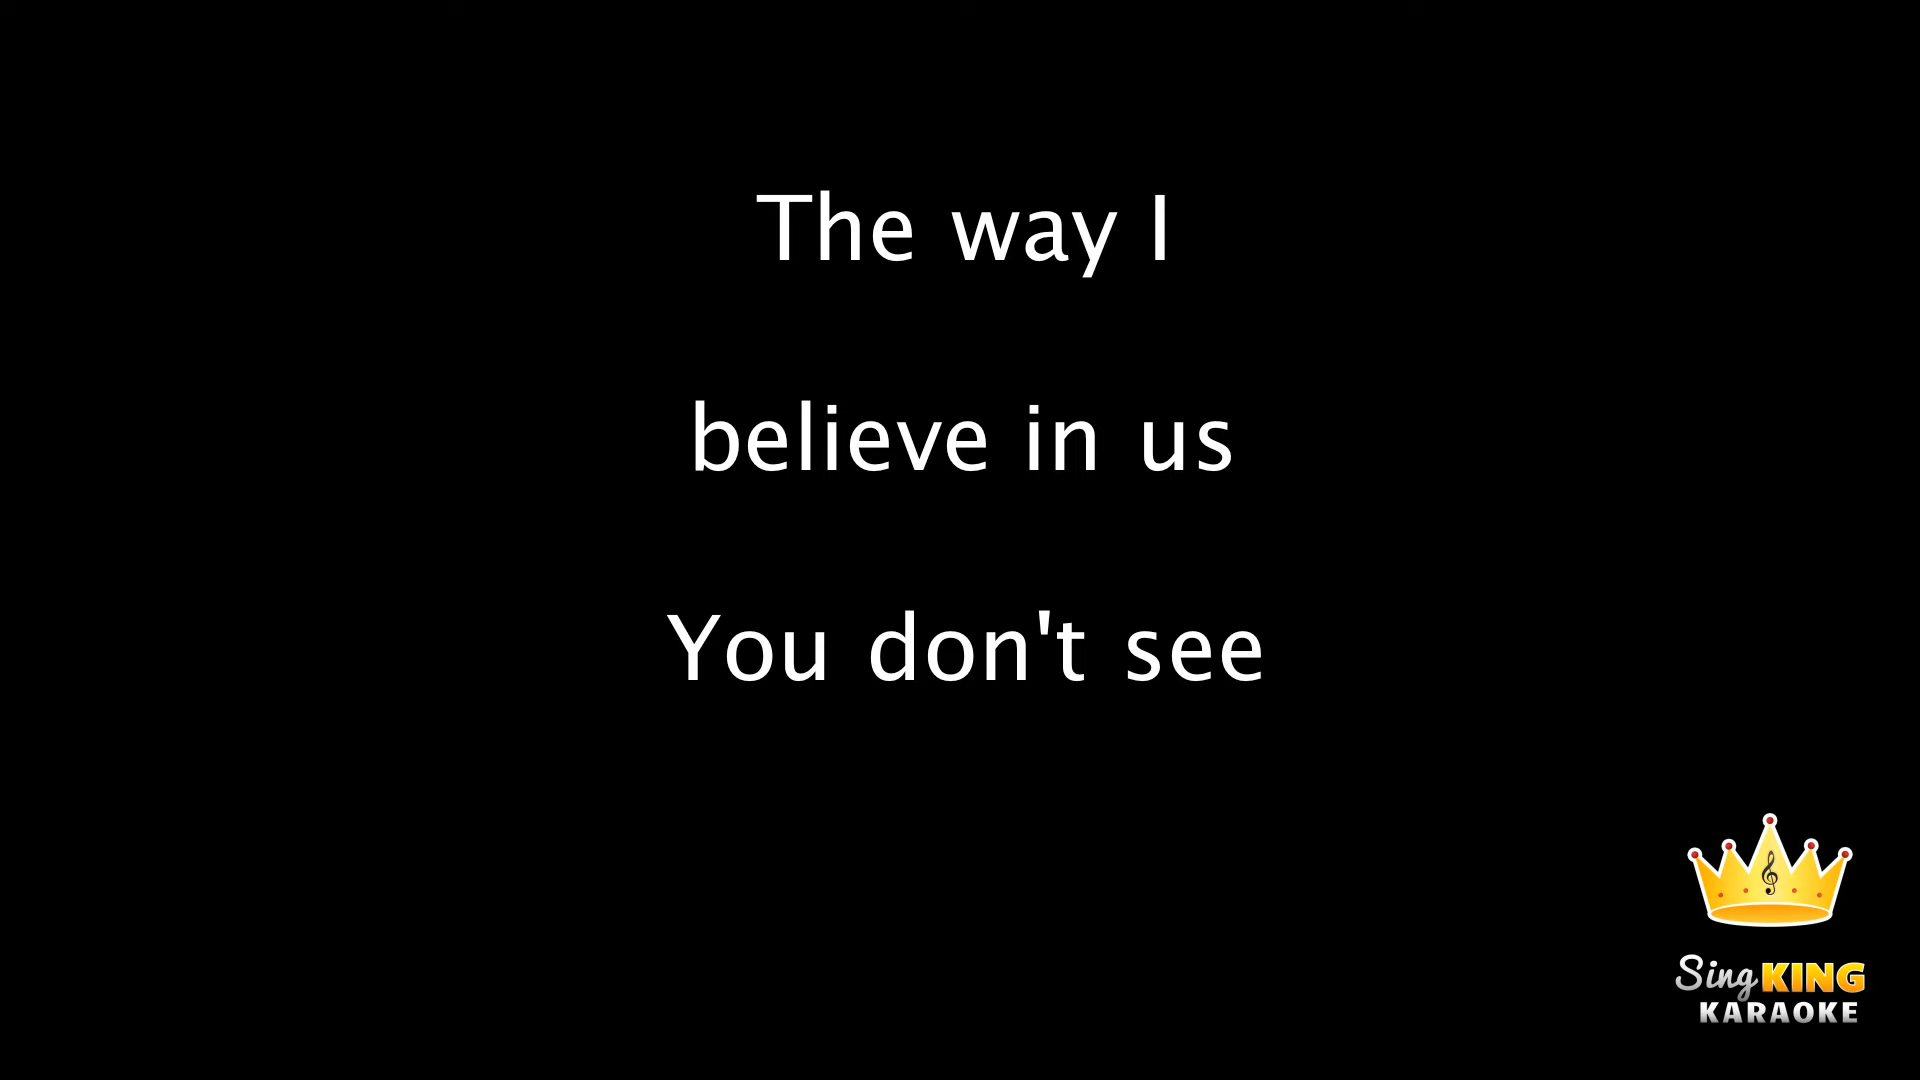 The way I
believe in us
You don't see
Sing KING
KARAOKE